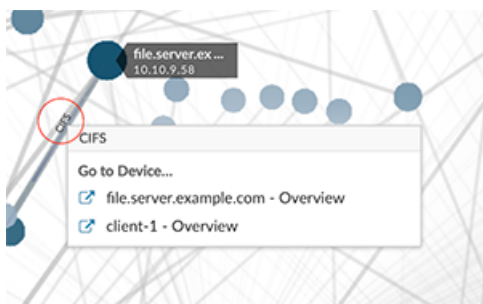 file.server.ex ...
10.10.9.58
CIFS
CIFS
Go to Device...
file.server.example.com - Overview
client-1 - Overview